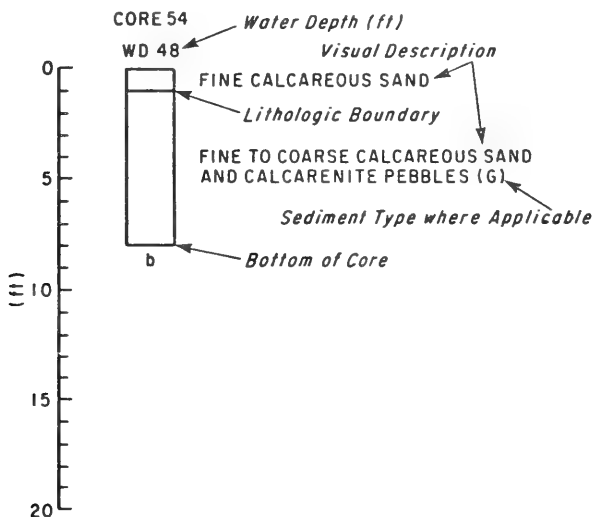 CORE 54
Water Depth (ft)
WD 48
Visual Description
0
FINE CALCAREOUS SAND
Lithologic Boundary
FINE TO COARSE CALCAREOUS SAND
AND CALCARENITE PEBBLES (G)
5
Sediment Type where Applicable
b
Bottom of Core
(ft)
10
15
20